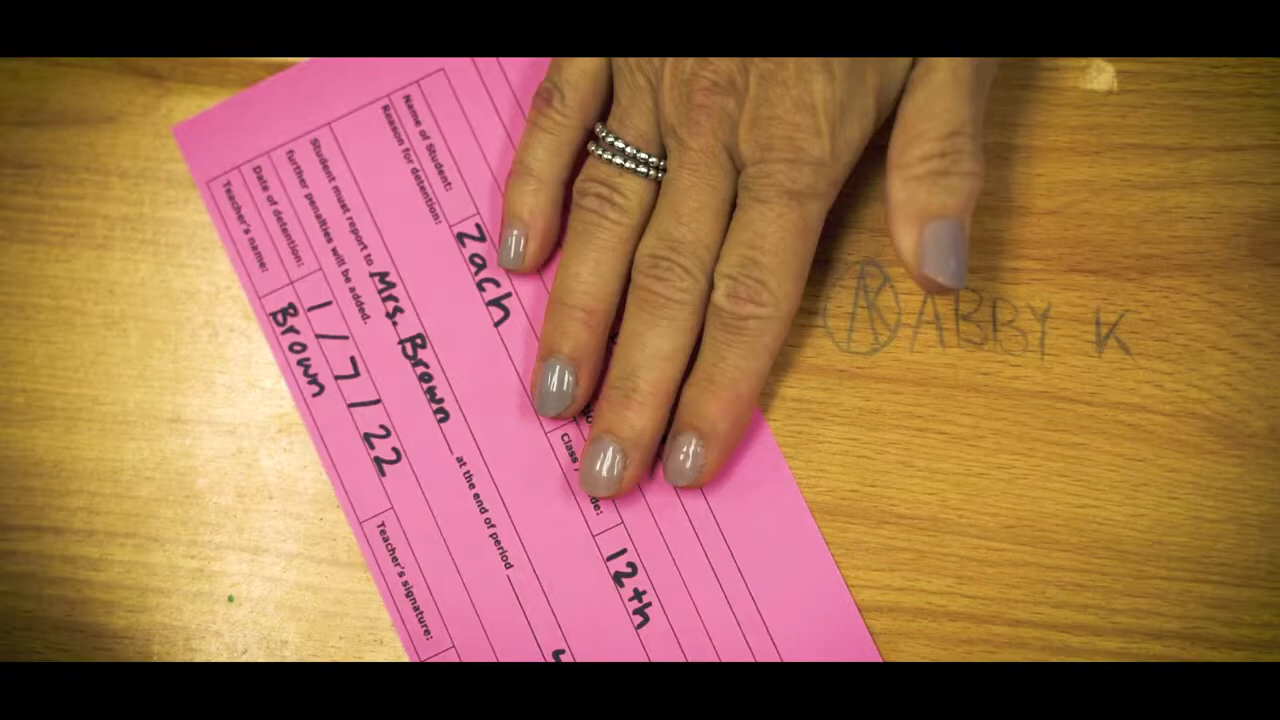 Name of Student: Zach
Class / de: 12th
Reason for detention:
Student must report to Mrs. Brown at the end of period
further penalties will be added.
Date of detention: 1/7/22
Teacher's name: Brown
Teacher's signature:
ABBY K